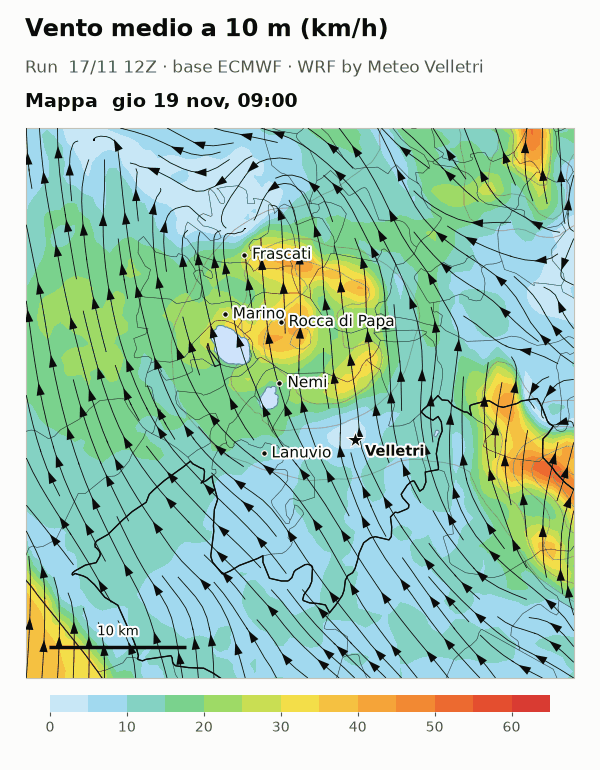 Vento medio a 10 m (km/h)
Run 17/11 12Z · base ECMWF · WRF by Meteo Velletri
Mappa gio 19 nov, 09:00
Frascati
Marino
Rocca di Papa
Nemi
Lanuvio
Velletri
10 km
0 10 20 30 40 50 60